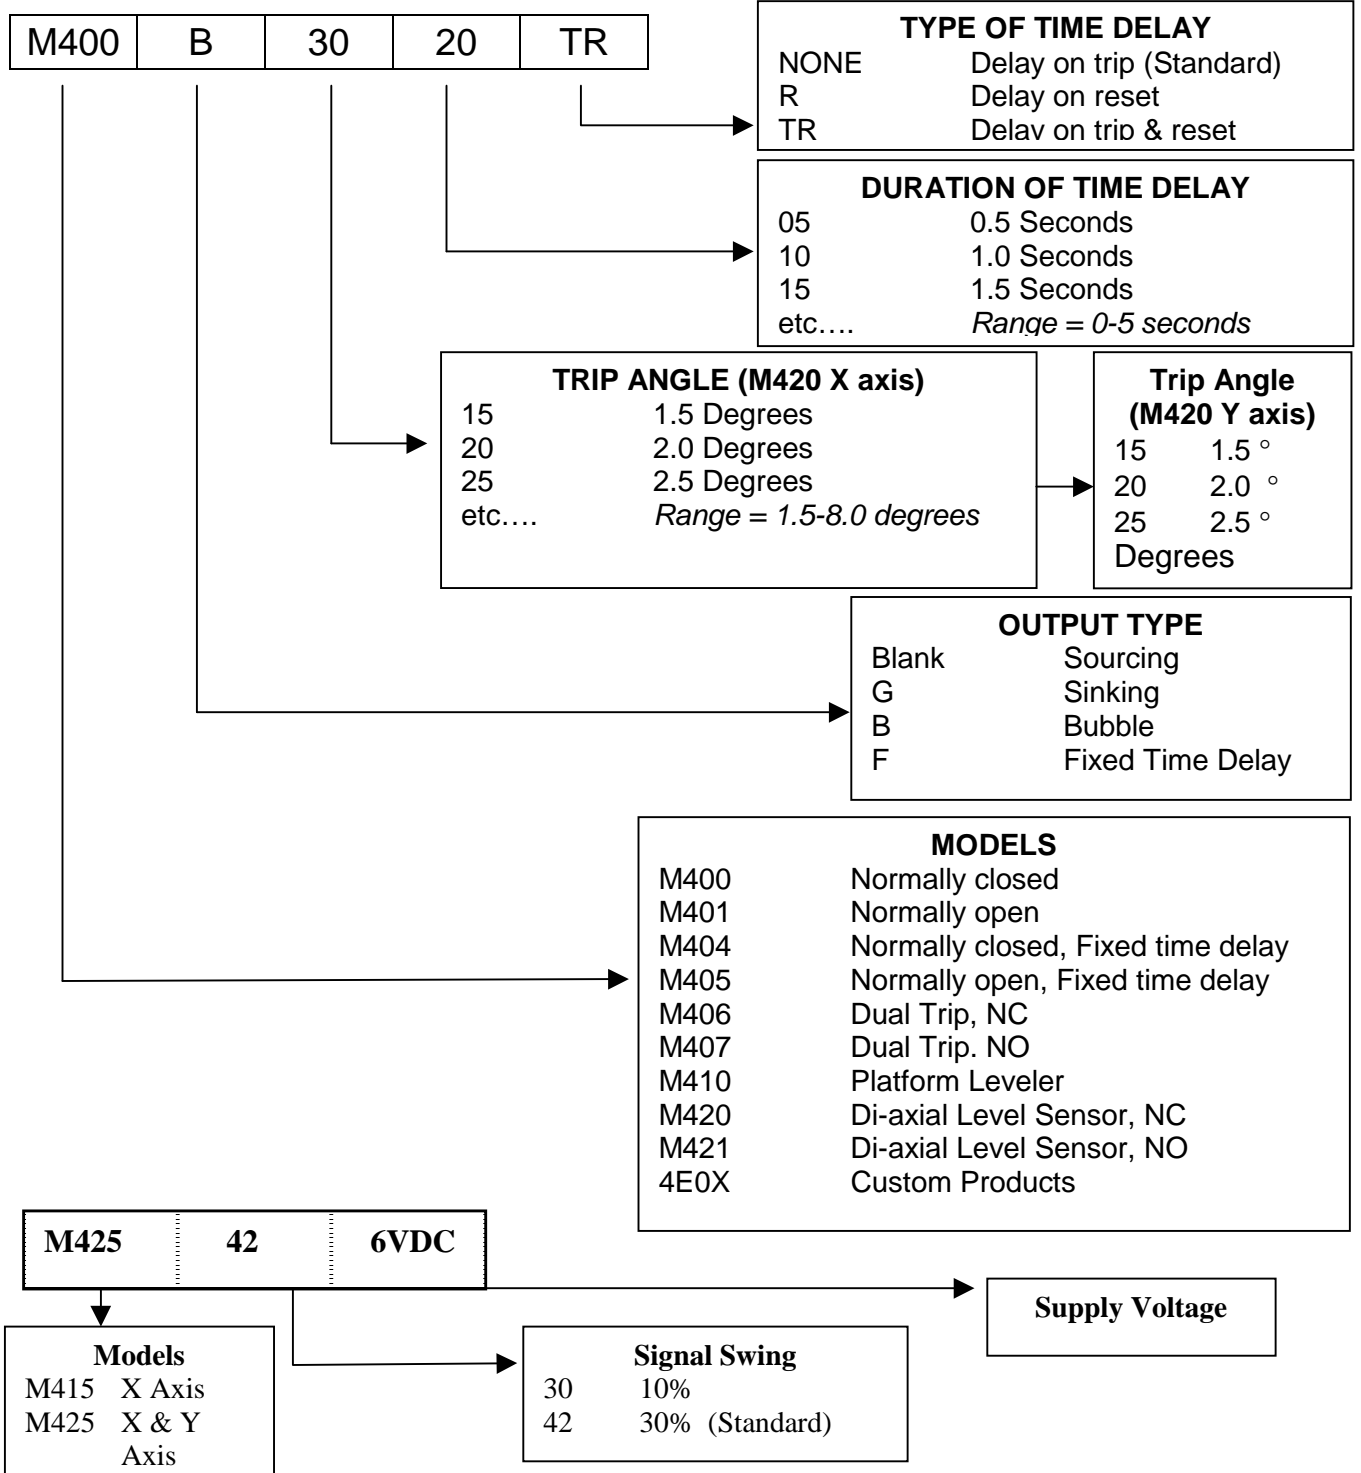 M400 B 30 20 TR
TYPE OF TIME DELAY
NONE Delay on trip (Standard)
R Delay on reset
TR Delay on trip & reset
DURATION OF TIME DELAY
05 0.5 Seconds
10 1.0 Seconds
15 1.5 Seconds
etc…. Range = 0-5 seconds
TRIP ANGLE (M420 X axis)
15 1.5 Degrees
20 2.0 Degrees
25 2.5 Degrees
etc…. Range = 1.5-8.0 degrees
Trip Angle
(M420 Y axis)
15 1.5 °
20 2.0 °
25 2.5 °
Degrees
OUTPUT TYPE
Blank Sourcing
G Sinking
B Bubble
F Fixed Time Delay
MODELS
M400 Normally closed
M401 Normally open
M404 Normally closed, Fixed time delay
M405 Normally open, Fixed time delay
M406 Dual Trip, NC
M407 Dual Trip. NO
M410 Platform Leveler
M420 Di-axial Level Sensor, NC
M421 Di-axial Level Sensor, NO
4E0X Custom Products
M425 42 6VDC
Supply Voltage
Models
M415 X Axis
M425 X & Y
Axis
Signal Swing
30 10%
42 30% (Standard)